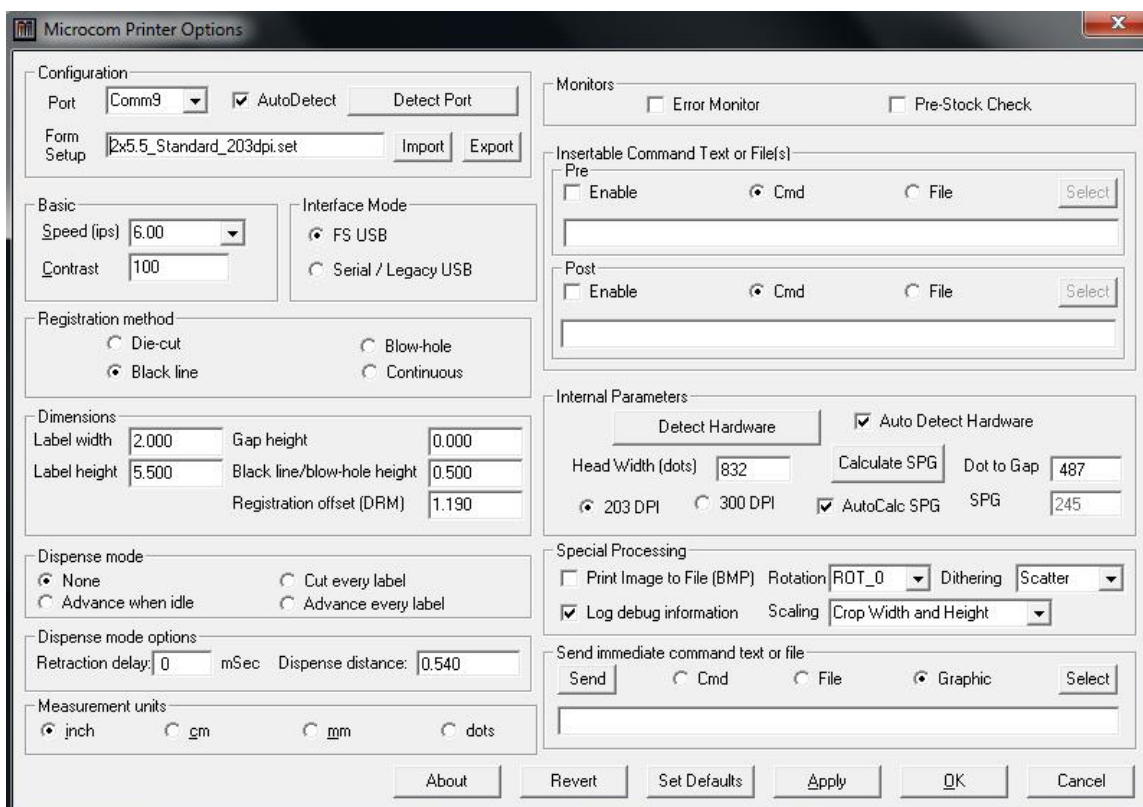 Microcom Printer Options
Configuration
Port Comm9 AutoDetect Detect Port
Form Setup 2x5.5_Standard_203dpi.set Import Export
Basic
Speed (ips) 6.00
Contrast 100
Interface Mode
FS USB
Serial / Legacy USB
Registration method
Die-cut Blow-hole
Black line Continuous
Dimensions
Label width 2.000 Gap height 0.000
Label height 5.500 Black line/blow-hole height 0.500
Registration offset (DRM) 1.190
Dispense mode
None Cut every label
Advance when idle Advance every label
Dispense mode options
Retraction delay: 0 mSec Dispense distance: 0.540
Measurement units
inch cm mm dots
Monitors
Error Monitor Pre-Stock Check
Insertable Command Text or File(s)
Pre
Enable Cmd File Select
Post
Enable Cmd File Select
Internal Parameters
Detect Hardware Auto Detect Hardware
Head Width (dots) 832 Calculate SPG Dot to Gap 487
203 DPI 300 DPI AutoCalc SPG SPG 245
Special Processing
Print Image to File (BMP) Rotation ROT_0 Dithering Scatter
Log debug information Scaling Crop Width and Height
Send immediate command text or file
Send Cmd File Graphic Select
About Revert Set Defaults Apply OK Cancel